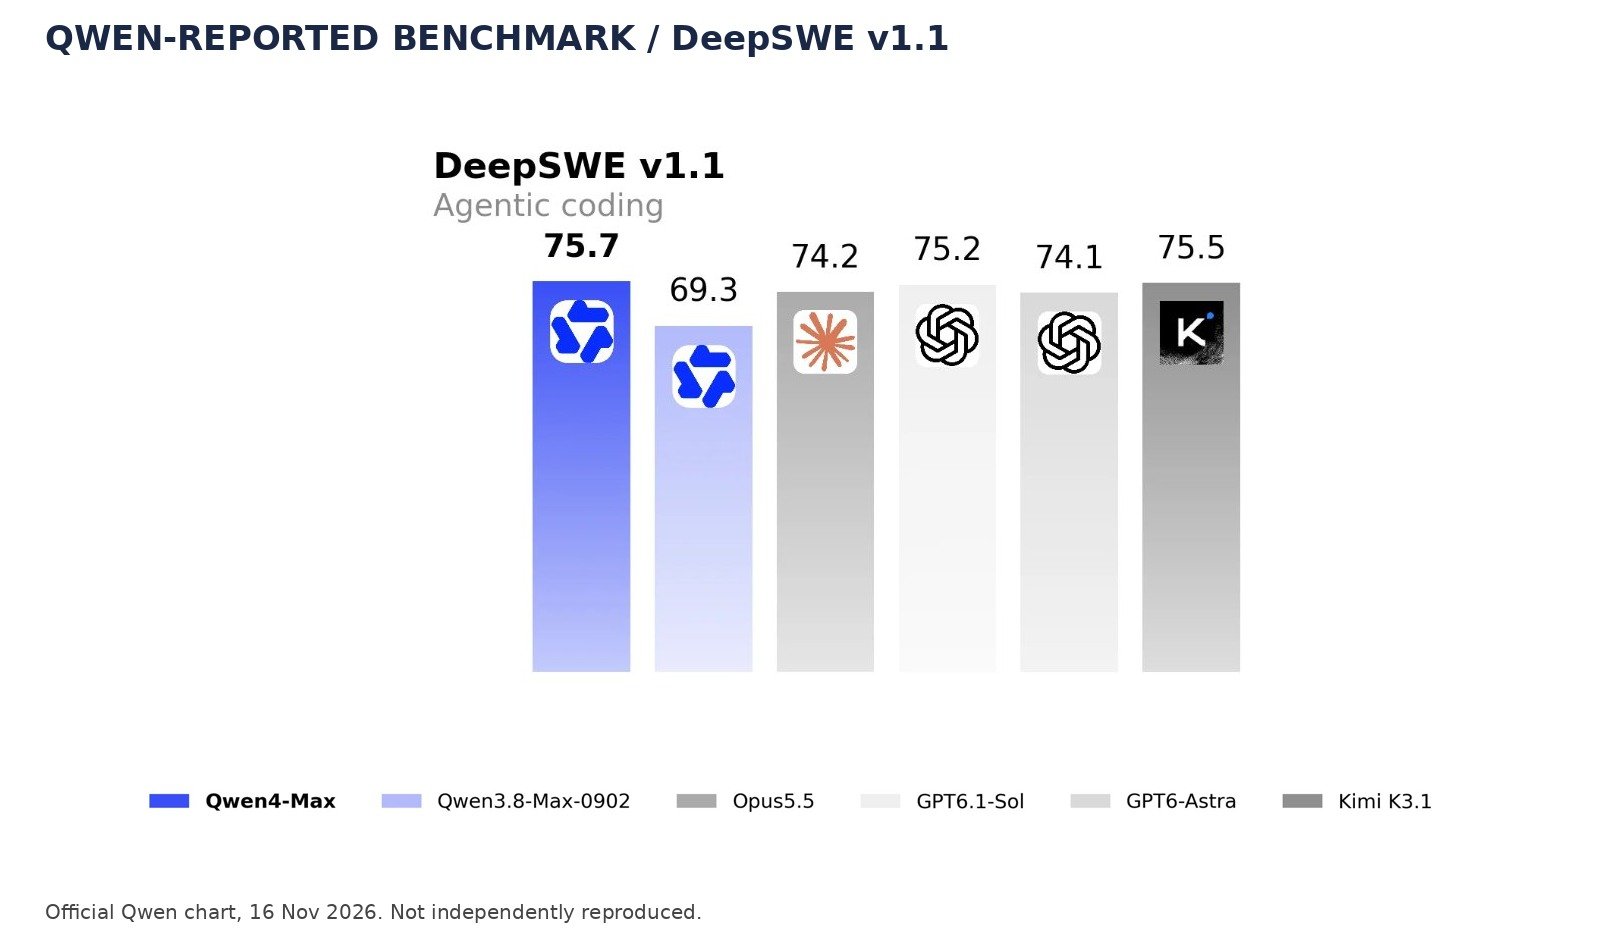 QWEN-REPORTED BENCHMARK / DeepSWE v1.1
DeepSWE v1.1
Agentic coding
75.7
69.3
74.2
75.2
74.1
75.5
K
Qwen4-Max
Qwen3.8-Max-0902
Opus5.5
GPT6.1-Sol
GPT6-Astra
Kimi K3.1
Official Qwen chart, 16 Nov 2026. Not independently reproduced.